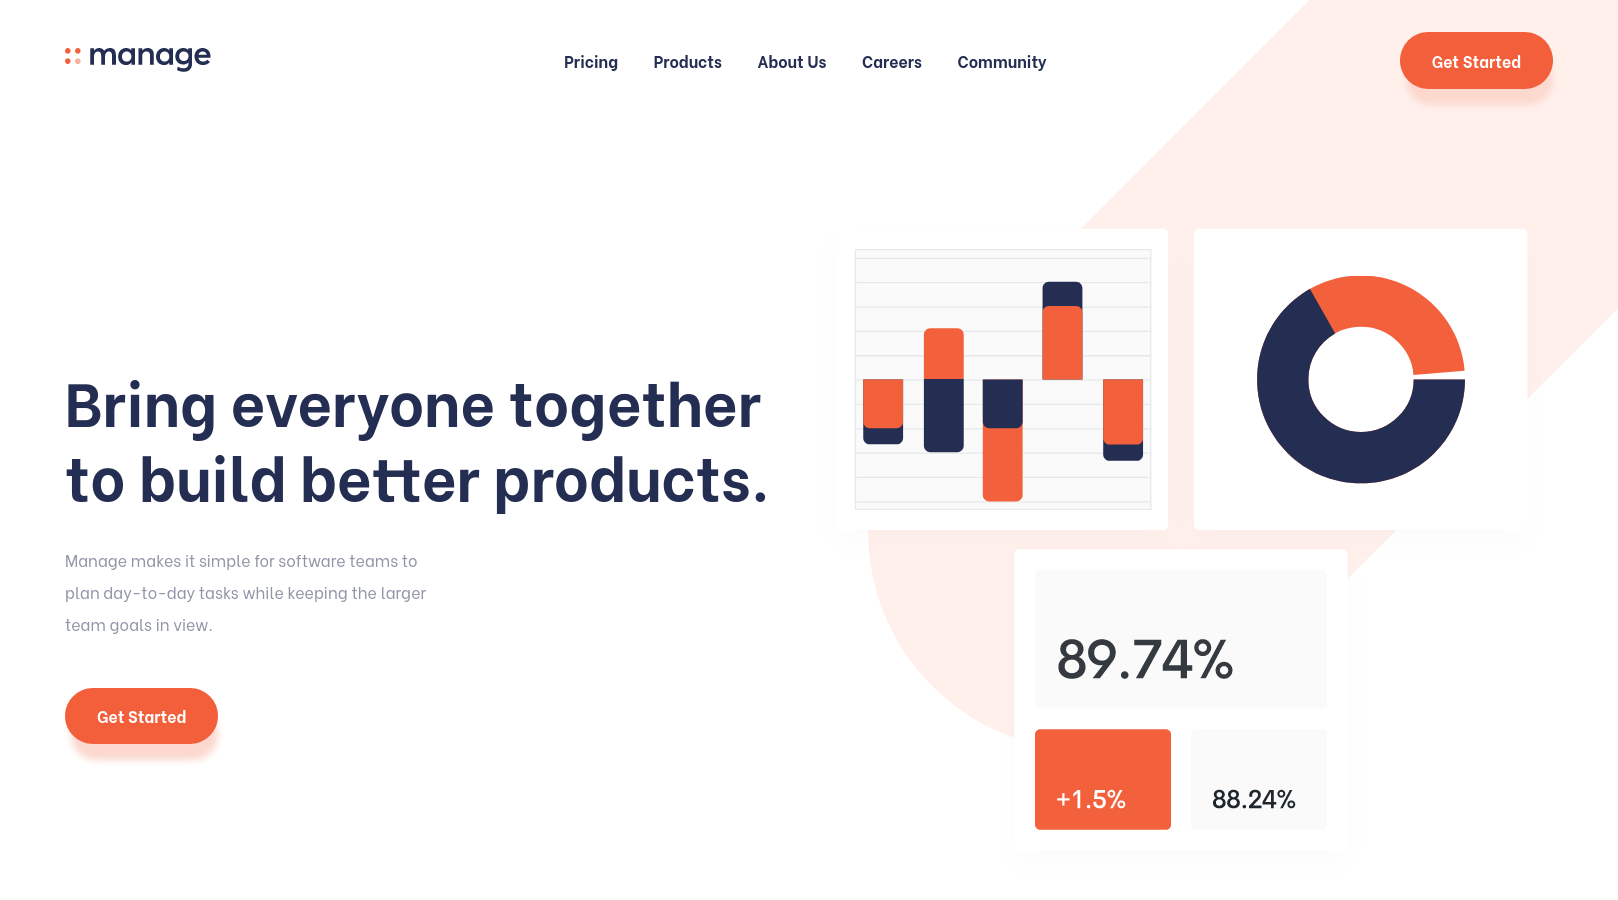 manage
Pricing Products About Us Careers Community
Get Started
Bring everyone together
to build better products.
Manage makes it simple for software teams to
plan day-to-day tasks while keeping the larger
team goals in view.
Get Started
89.74%
+1.5%
88.24%